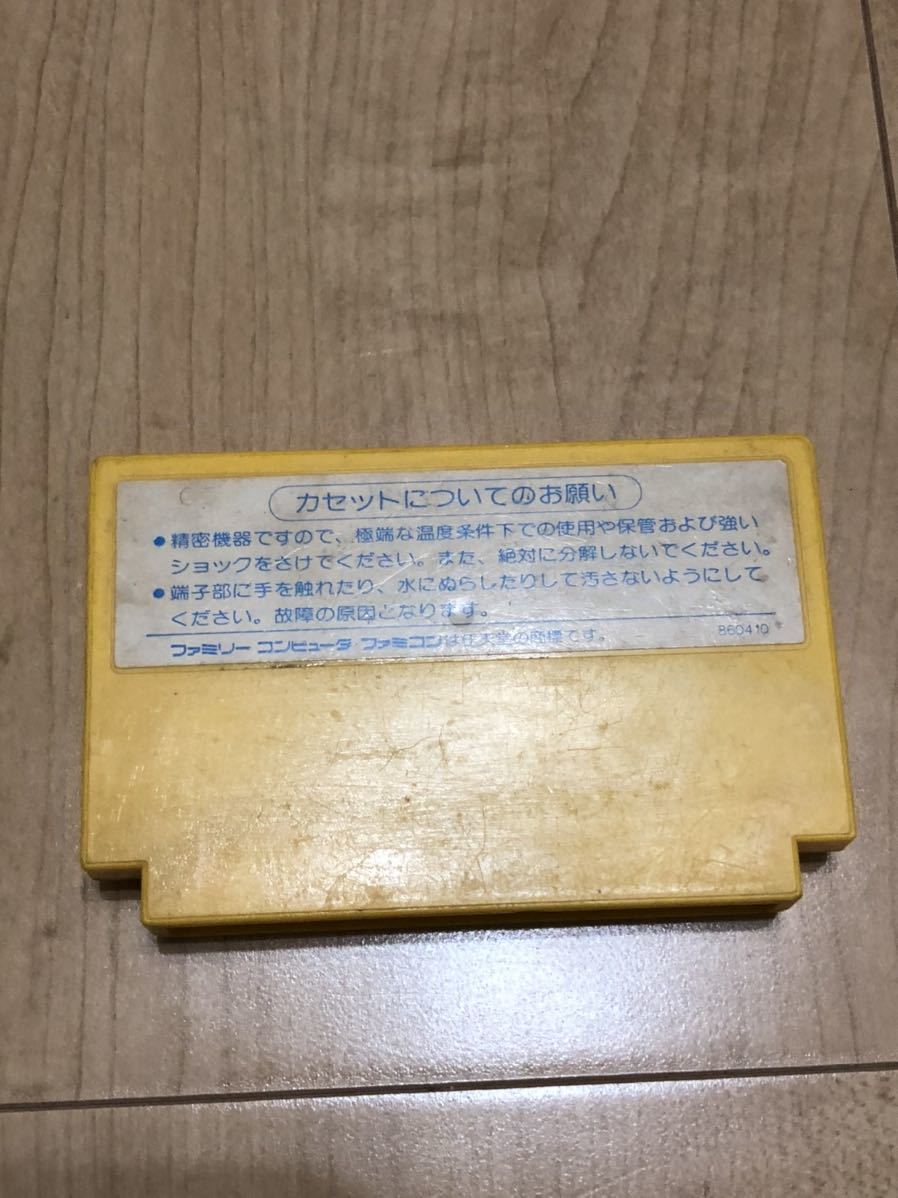 カセットについてのお願い
●精密機器ですので、極端な温度条件下での使用や保管および強い
ショックをさけてください。また、絶対に分解しないでください。
●端子部に手を触れたり、水にぬらしたりして汚さないようにして
ください。故障の原因となります。
ファミリー コンピュータ ファミコンは任天堂の商標です。
860410